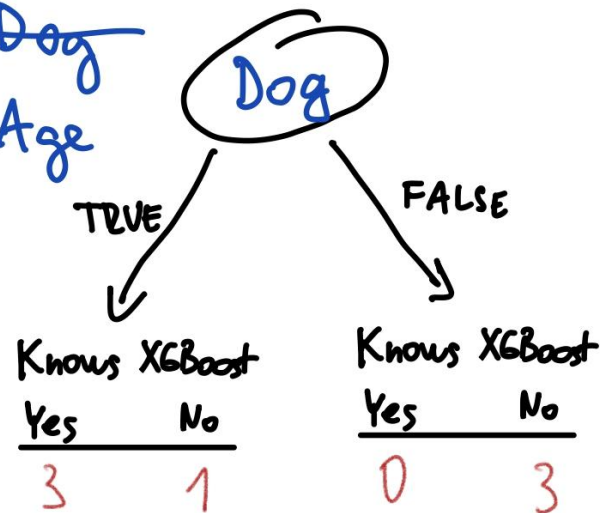 Dog
Age
Dog
TRUE
FALSE
Knows XGBoost
Yes No
3 1
Knows XGBoost
Yes No
0 3